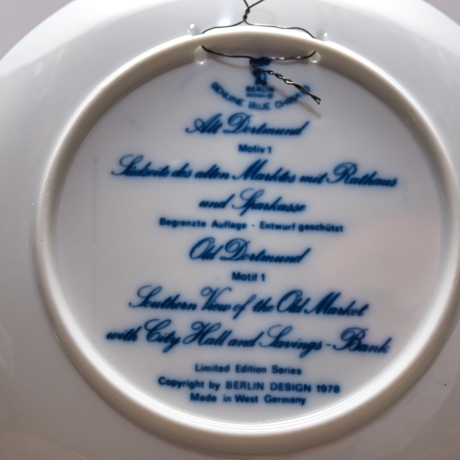 BERLIN
DESIGN
GENUINE BLUE
Alt Dortmund
Motiv 1
Südseite des alten Marktes mit Rathaus
und Sparkasse
Begrenzte Auflage - Entwurf geschützt
Old Dortmund
Motif 1
Southern View of the Old Market
with City Hall and Savings - Bank
Limited Edition Series
Copyright by BERLIN DESIGN 1978
Made in West Germany